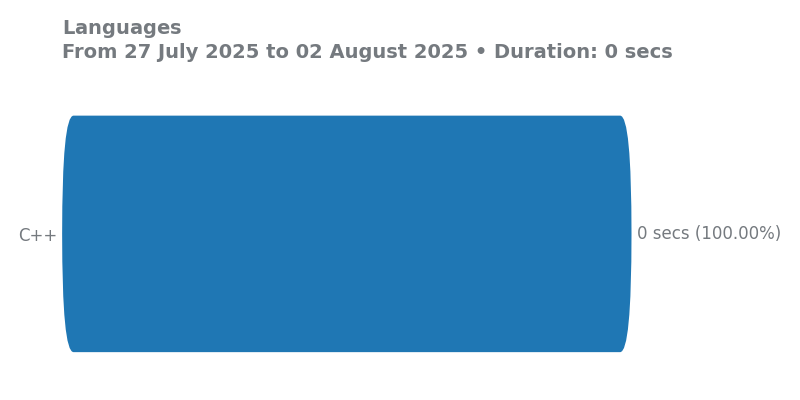 Languages
From 27 July 2025 to 02 August 2025 • Duration: 0 secs
C++
0 secs (100.00%)